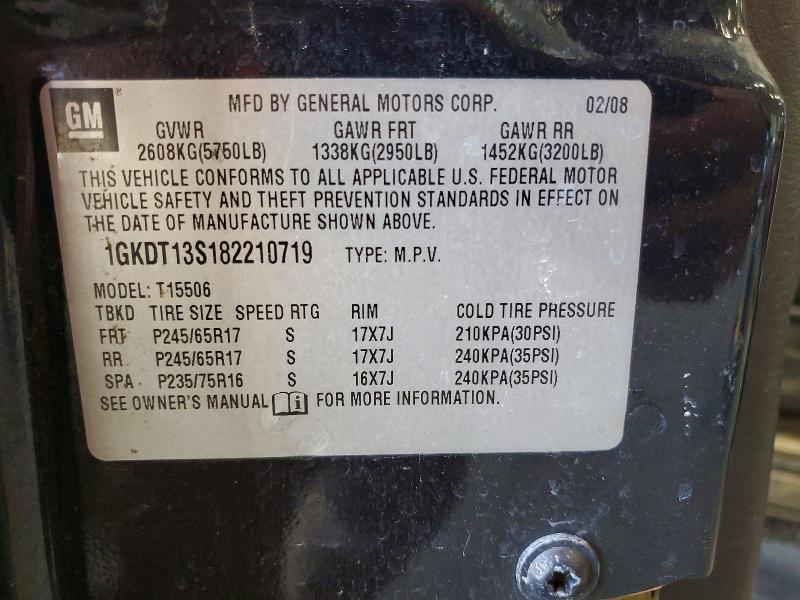 GM ® MFD BY GENERAL MOTORS CORP. 02/08
GVWR GAWR FRT GAWR RR
2608KG(5750LB) 1338KG(2950LB) 1452KG(3200LB)
THIS VEHICLE CONFORMS TO ALL APPLICABLE U.S. FEDERAL MOTOR
VEHICLE SAFETY AND THEFT PREVENTION STANDARDS IN EFFECT ON
THE DATE OF MANUFACTURE SHOWN ABOVE.
1GKDT13S182210719 TYPE: M.P.V.
MODEL: T15506
TBKD TIRE SIZE SPEED RTG RIM COLD TIRE PRESSURE
FRT P245/65R17 S 17X7J 210KPA(30PSI)
RR P245/65R17 S 17X7J 240KPA(35PSI)
SPA P235/75R16 S 16X7J 240KPA(35PSI)
SEE OWNER'S MANUAL i FOR MORE INFORMATION.